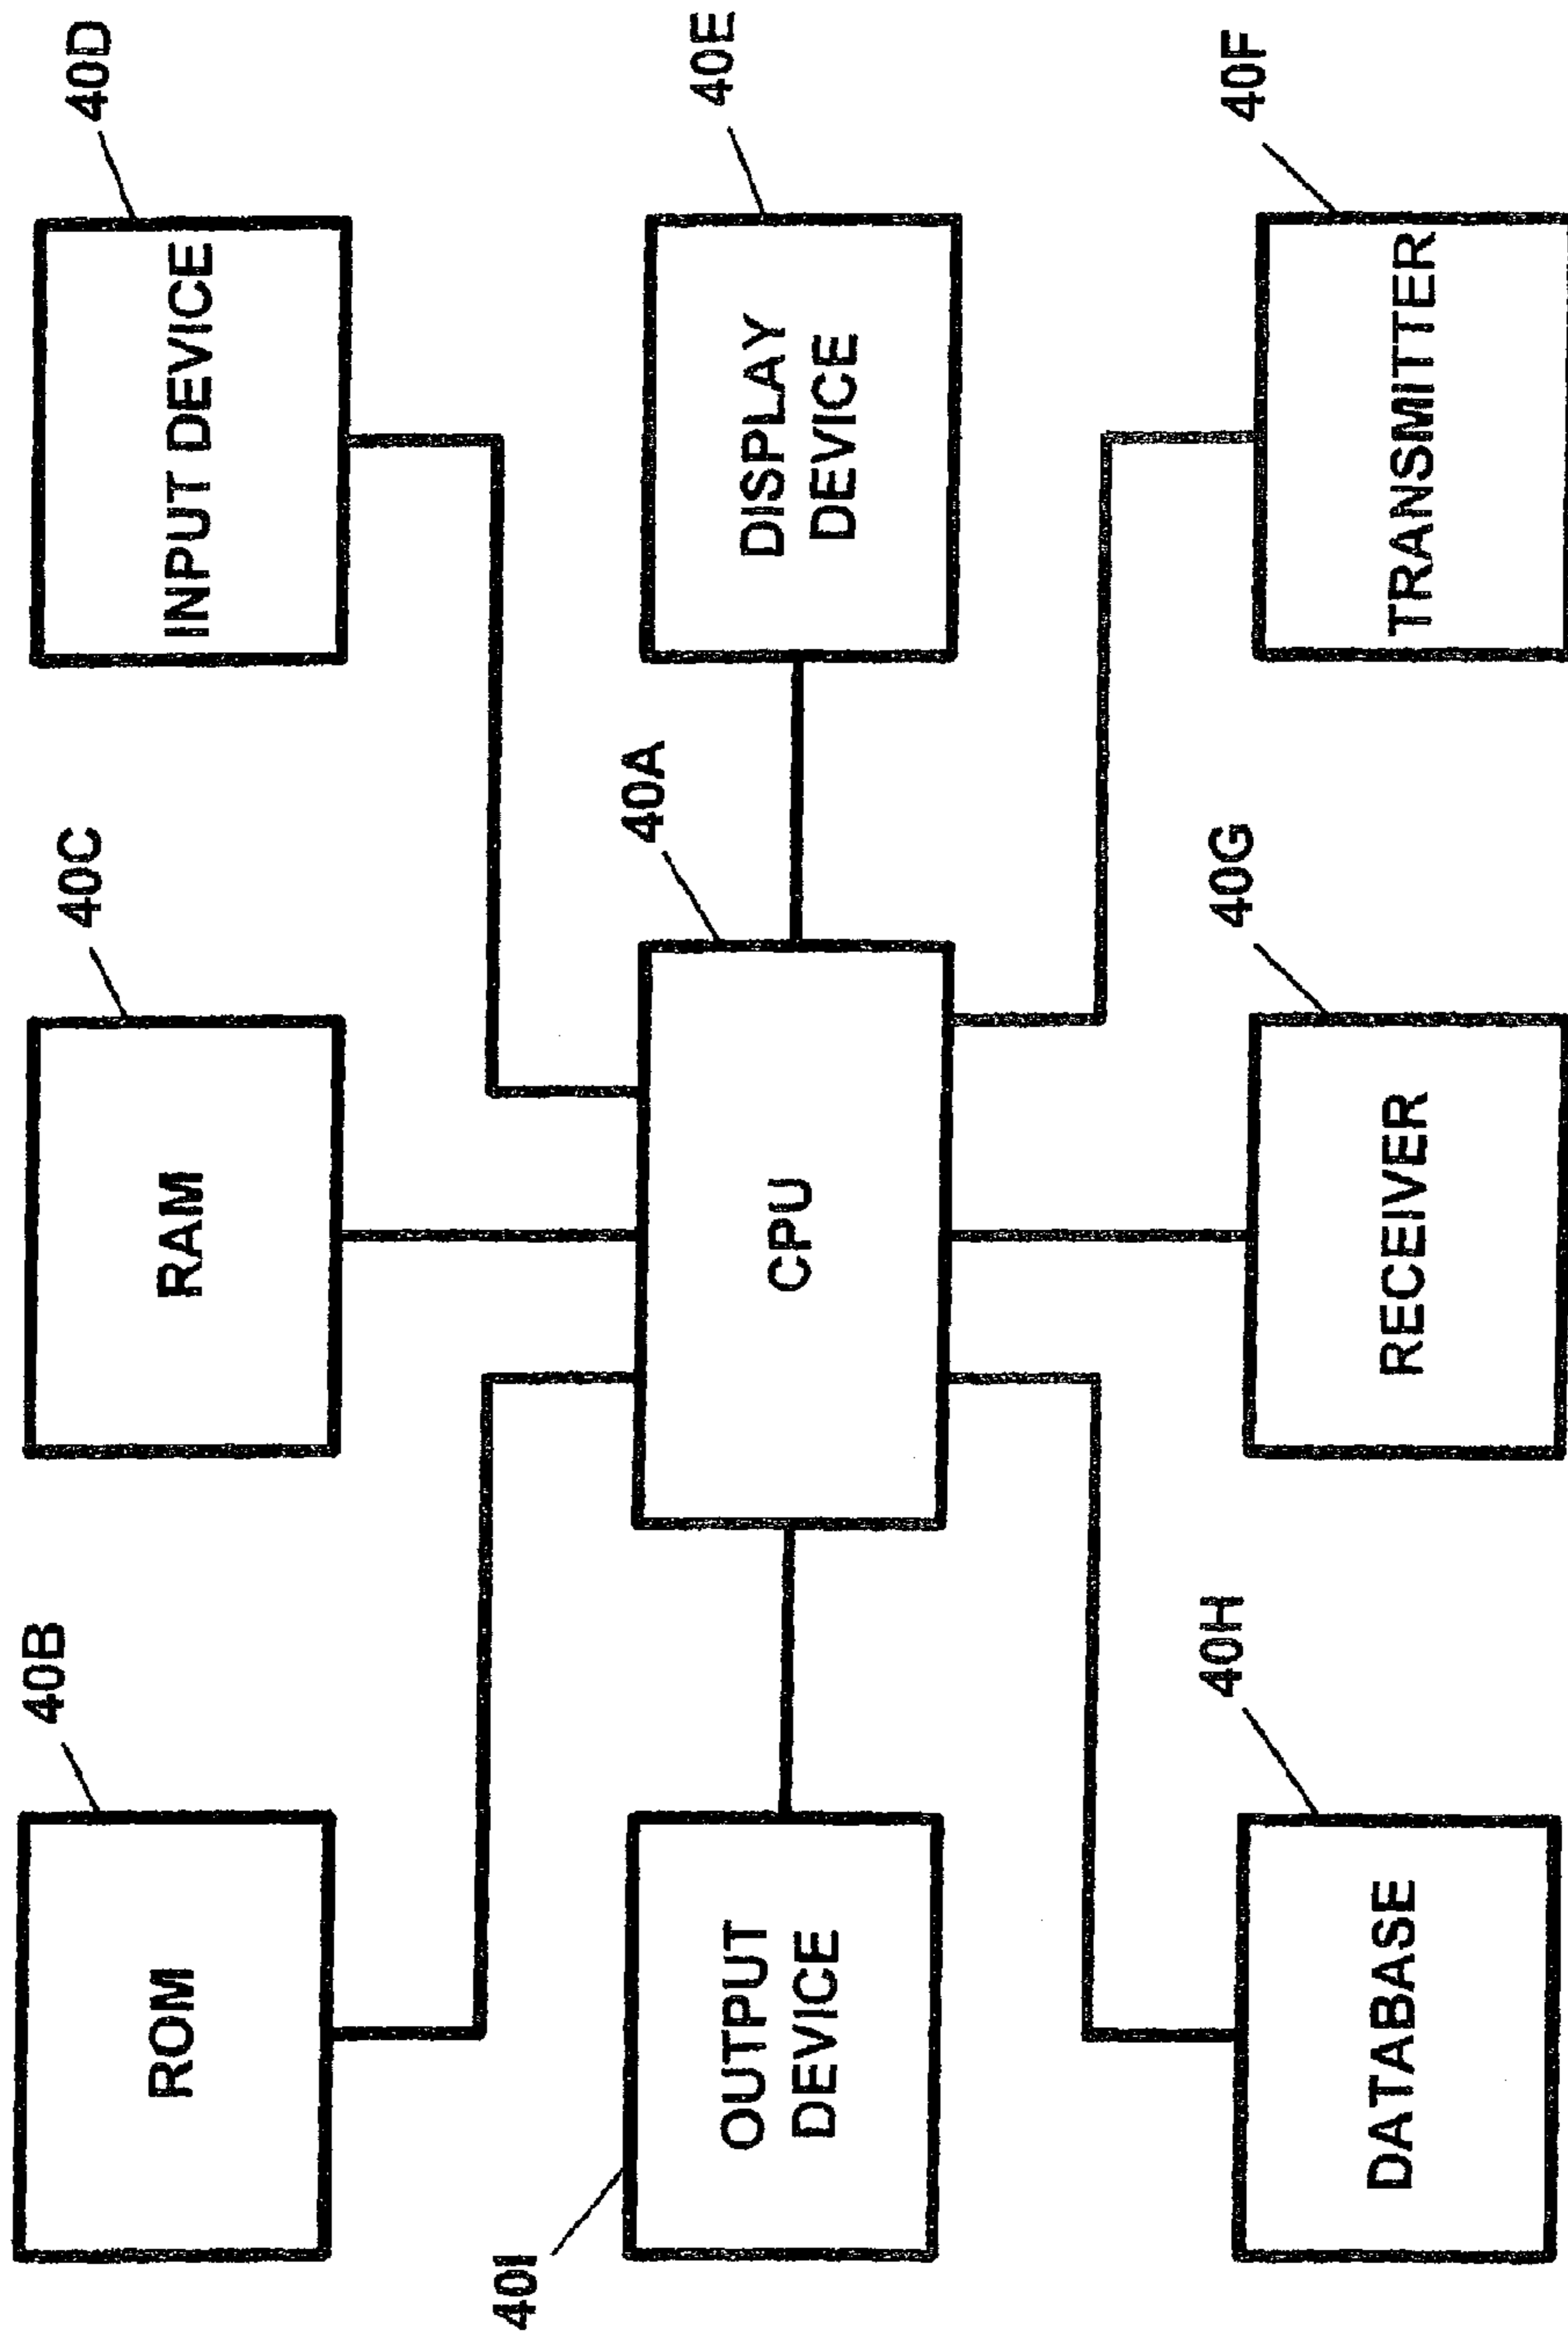 40B
ROM
40C
RAM
40D
INPUT DEVICE
40I
OUTPUT
DEVICE
40A
CPU
40E
DISPLAY
DEVICE
40H
DATABASE
40G
RECEIVER
40F
TRANSMITTER